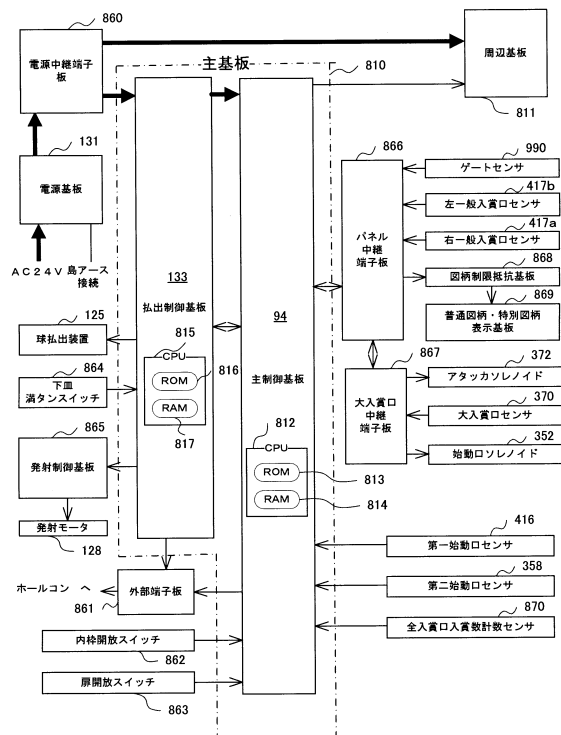 860
電源中継端子
板
主基板
810
周辺基板
811
131
電源基板
AC24V 島アース
接続
133
払出制御基板
815
CPU
ROM
816
RAM
817
94
主制御基板
812
CPU
ROM
813
RAM
814
866
パネル
中継
端子板
990
ゲートセンサ
417b
左一般入賞口センサ
417a
右一般入賞口センサ
868
図柄制限抵抗基板
869
普通図柄・特別図柄
表示基板
867
大入賞口
中継
端子板
372
アタッカソレノイド
370
大入賞口センサ
352
始動口ソレノイド
125
球払出装置
864
下皿
満タンスイッチ
865
発射制御基板
発射モータ
128
ホールコン へ
861
外部端子板
内枠開放スイッチ
862
扉開放スイッチ
863
416
第一始動口センサ
358
第二始動口センサ
870
全入賞口入賞数計数センサ